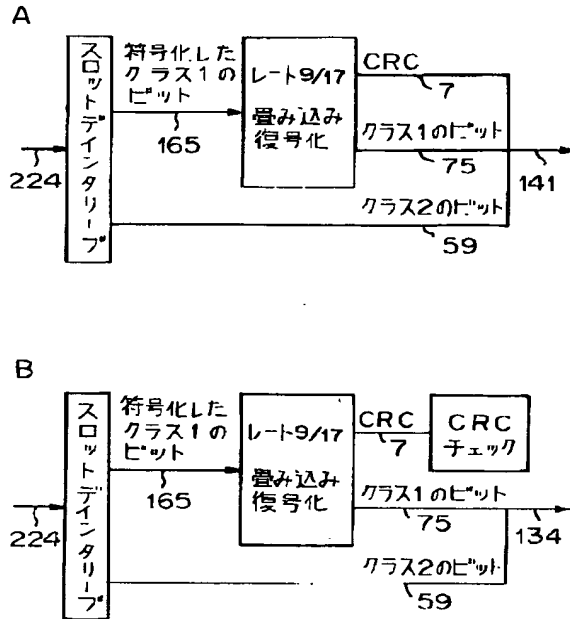 A
スロットデインタリーブ
符号化した
クラス1の
ビット
165
224
レート9/17
畳み込み
復号化
CRC
7
クラス1のビット
75
141
クラス2のビット
59
B
スロットデインタリーブ
符号化した
クラス1の
ビット
165
224
レート9/17
畳み込み
復号化
CRC
7
CRC
チェック
クラス1のビット
75
134
クラス2のビット
59